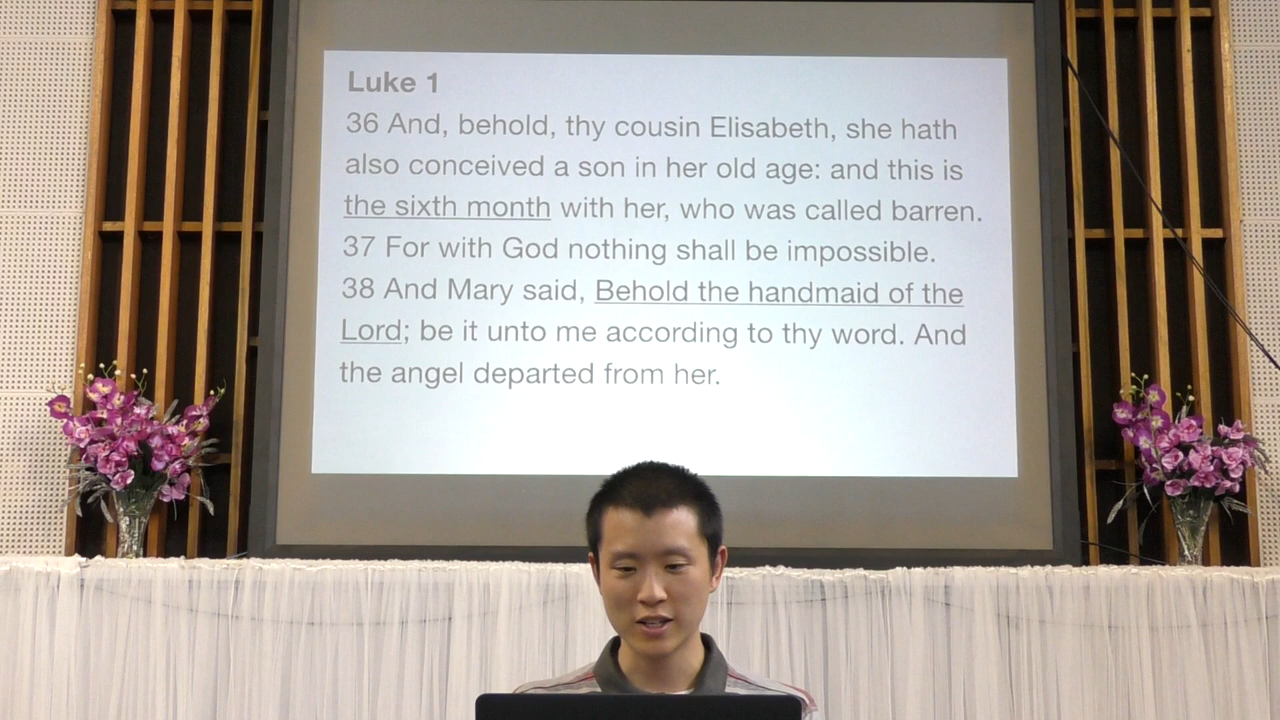 Luke 1
36 And, behold, thy cousin Elisabeth, she hath
also conceived a son in her old age: and this is
the sixth month with her, who was called barren.
37 For with God nothing shall be impossible.
38 And Mary said, Behold the handmaid of the
Lord; be it unto me according to thy word. And
the angel departed from her.